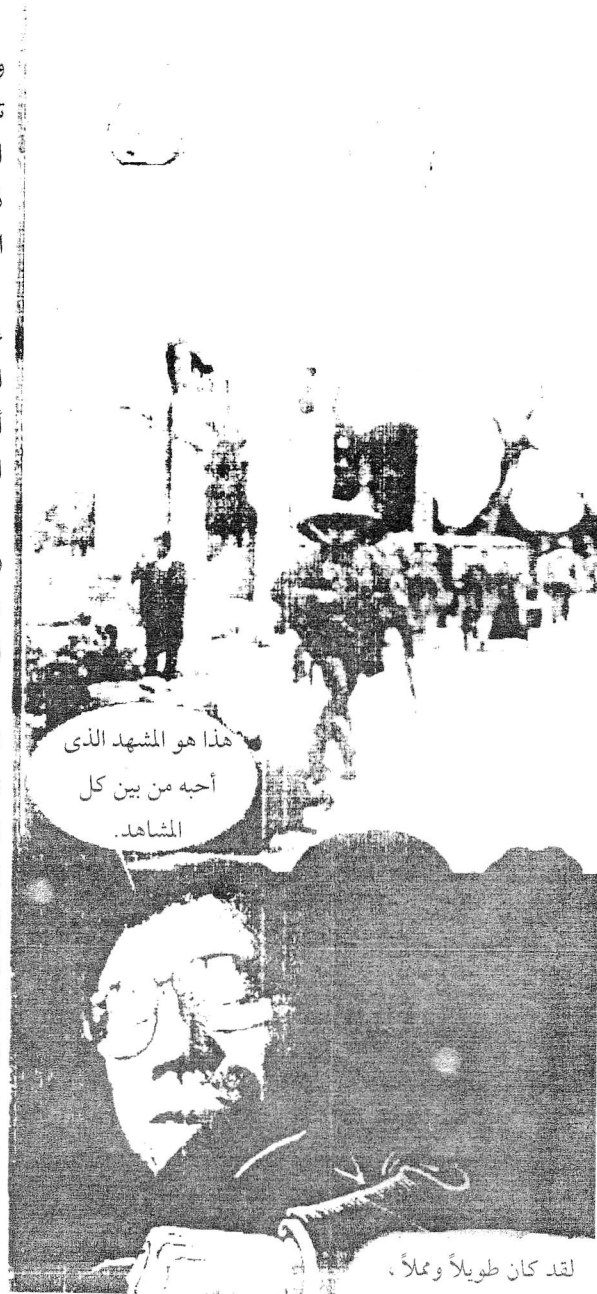 هذا هو المشهد الذى
أحبه من بين كل
المشاهد.
لقد كان طويلاً ومملاً ،